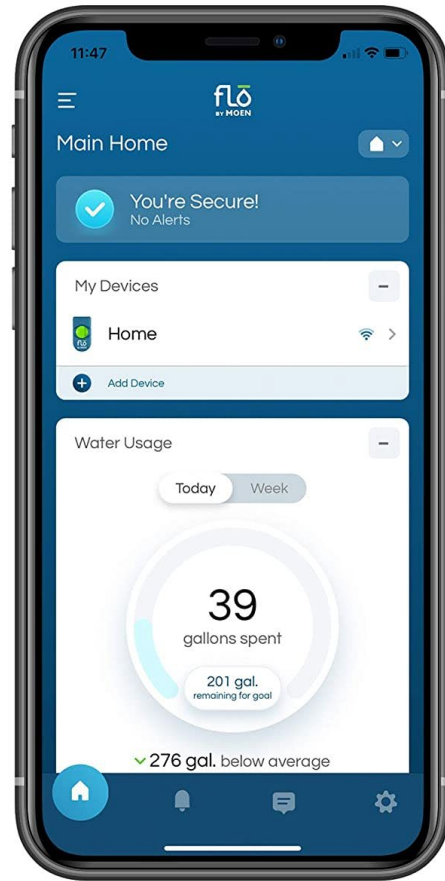 11:47
flō
BY MOEN
Main Home
You're Secure!
No Alerts
My Devices
Home
Add Device
Water Usage
Today Week
39
gallons spent
201 gal.
remaining for goal
276 gal. below average